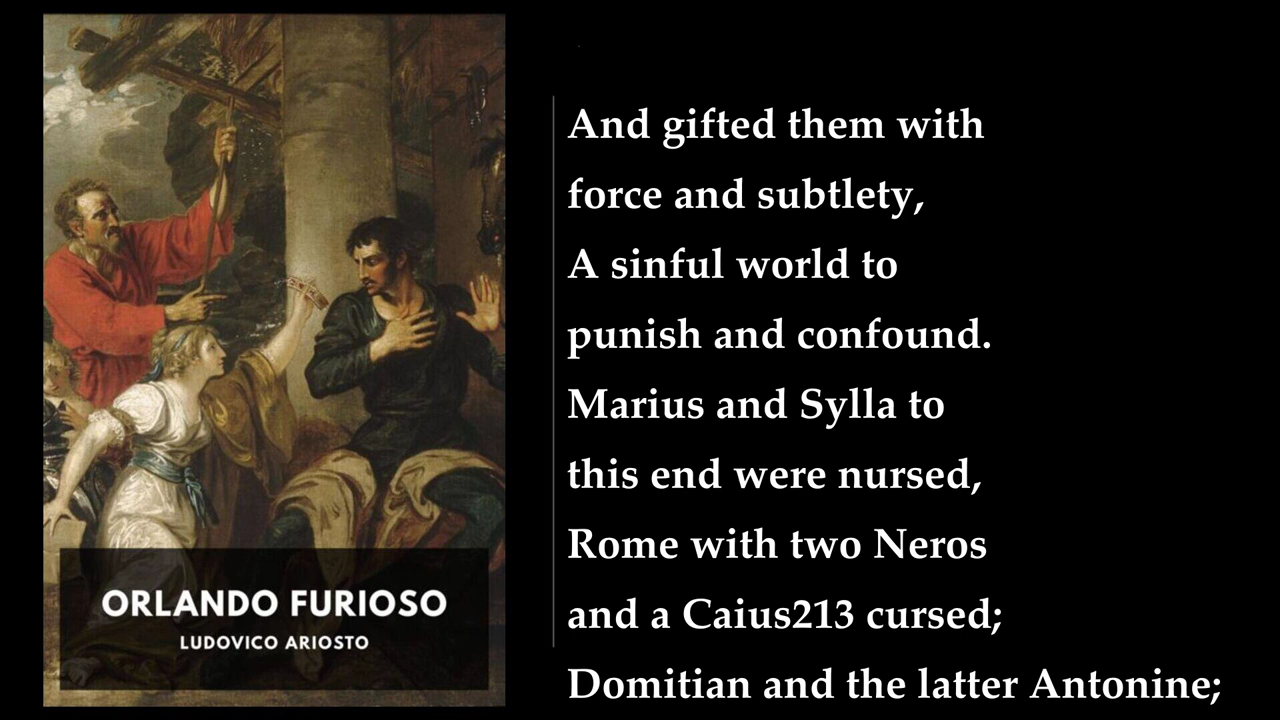 ORLANDO FURIOSO
LUDOVICO ARIOSTO
And gifted them with
force and subtlety,
A sinful world to
punish and confound.
Marius and Sylla to
this end were nursed,
Rome with two Neros
and a Caius213 cursed;
Domitian and the latter Antonine;